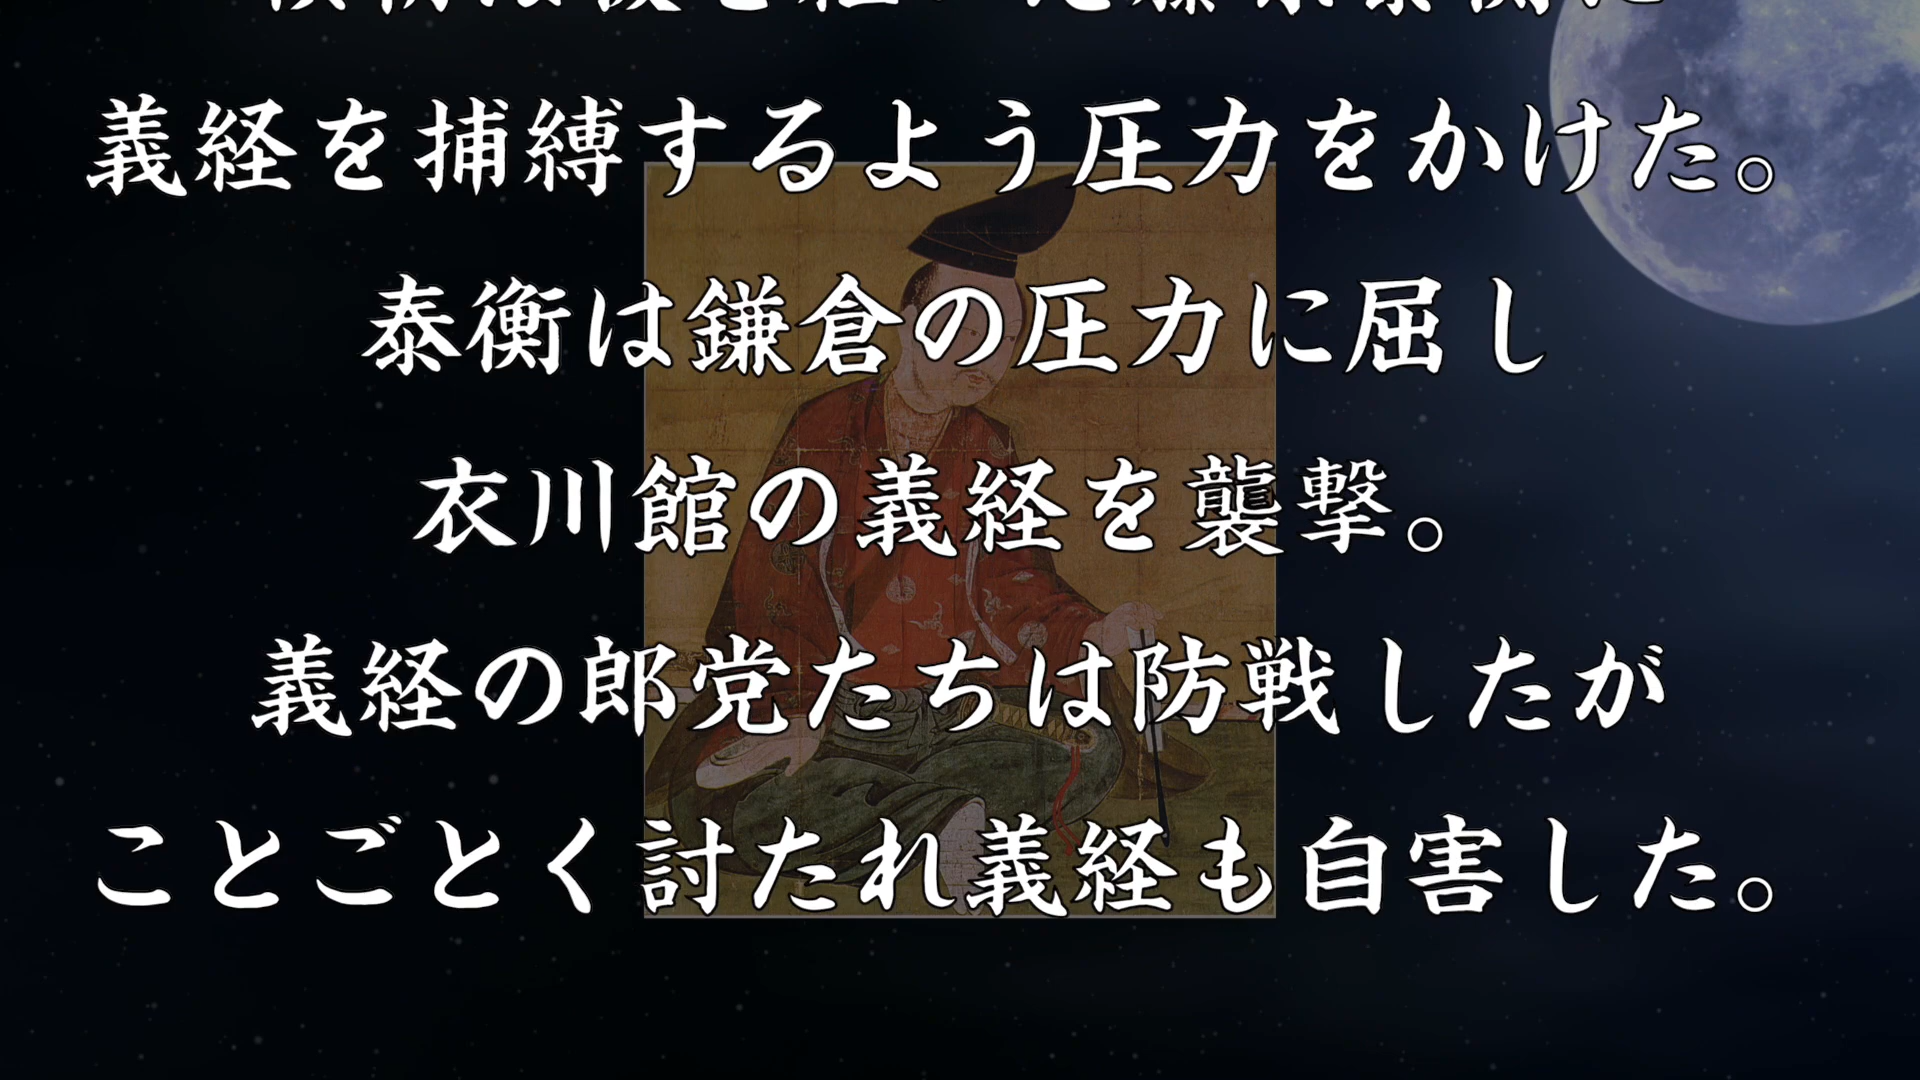 義経を捕縛するよう圧力をかけた。
泰衡は鎌倉の圧力に屈し
衣川館の義経を襲撃。
義経の郎党たちは防戦したが
ことごとく討たれ義経も自害した。